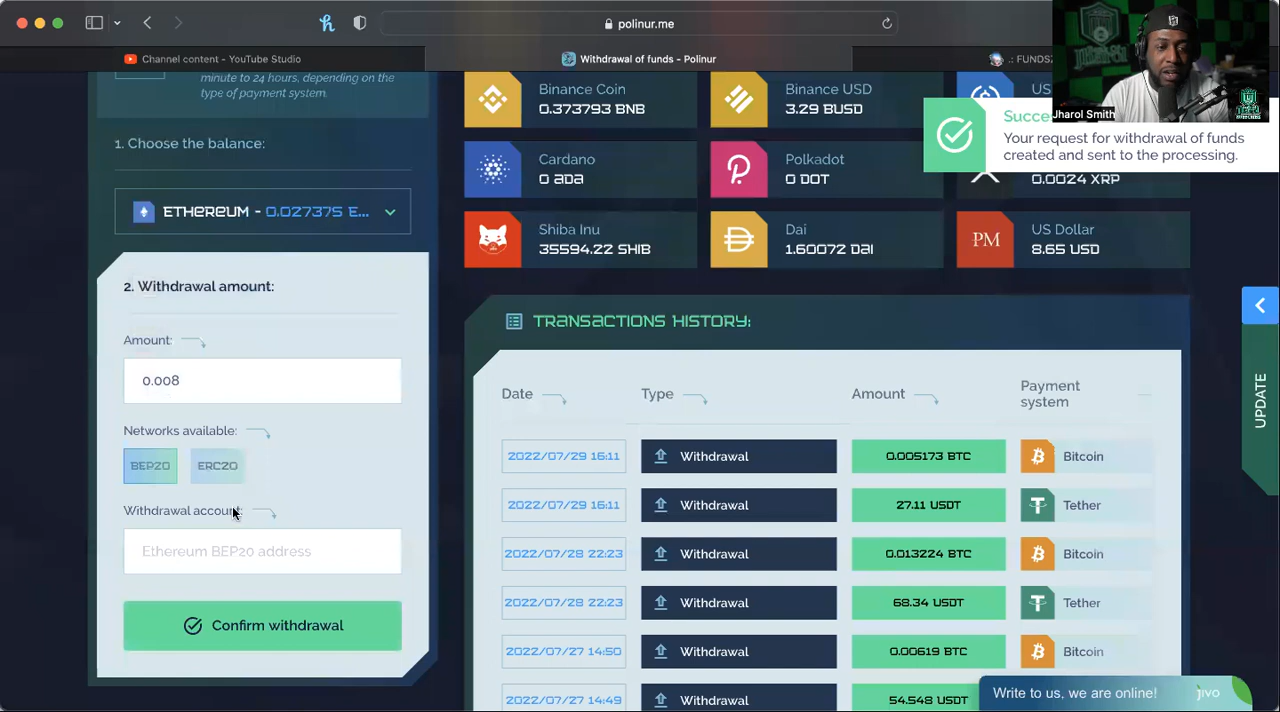 polinur.me
Channel content - YouTube Studio
Withdrawal of funds - Polinur
.: FUNDS
minute to 24 hours, depending on the
type of payment system.
1. Choose the balance:
ETHEREUM - 0.027375 E...
2. Withdrawal amount:
Amount:
0.008
Networks available:
BEP20
ERC20
Withdrawal account:
Ethereum BEP20 address
Confirm withdrawal
Binance Coin
0.373793 BNB
Binance USD
3.29 BUSD
US
Cardano
0 ADA
Polkadot
0 DOT
0.0024 XRP
Shiba Inu
35594.22 SHIB
Dai
1.60072 DAI
PM
US Dollar
8.65 USD
Jharol Smith
Your request for withdrawal of funds
created and sent to the processing.
TRANSACTIONS HISTORY:
Date
Type
Amount
Payment
system
2022/07/29 16:11
Withdrawal
0.005173 BTC
Bitcoin
2022/07/29 16:11
Withdrawal
27.11 USDT
Tether
2022/07/28 22:23
Withdrawal
0.013224 BTC
Bitcoin
2022/07/28 22:23
Withdrawal
68.34 USDT
Tether
2022/07/27 14:50
Withdrawal
0.00619 BTC
Bitcoin
2022/07/27 14:49
Withdrawal
54.548 USDT
UPDATE
Write to us, we are online!
jivo